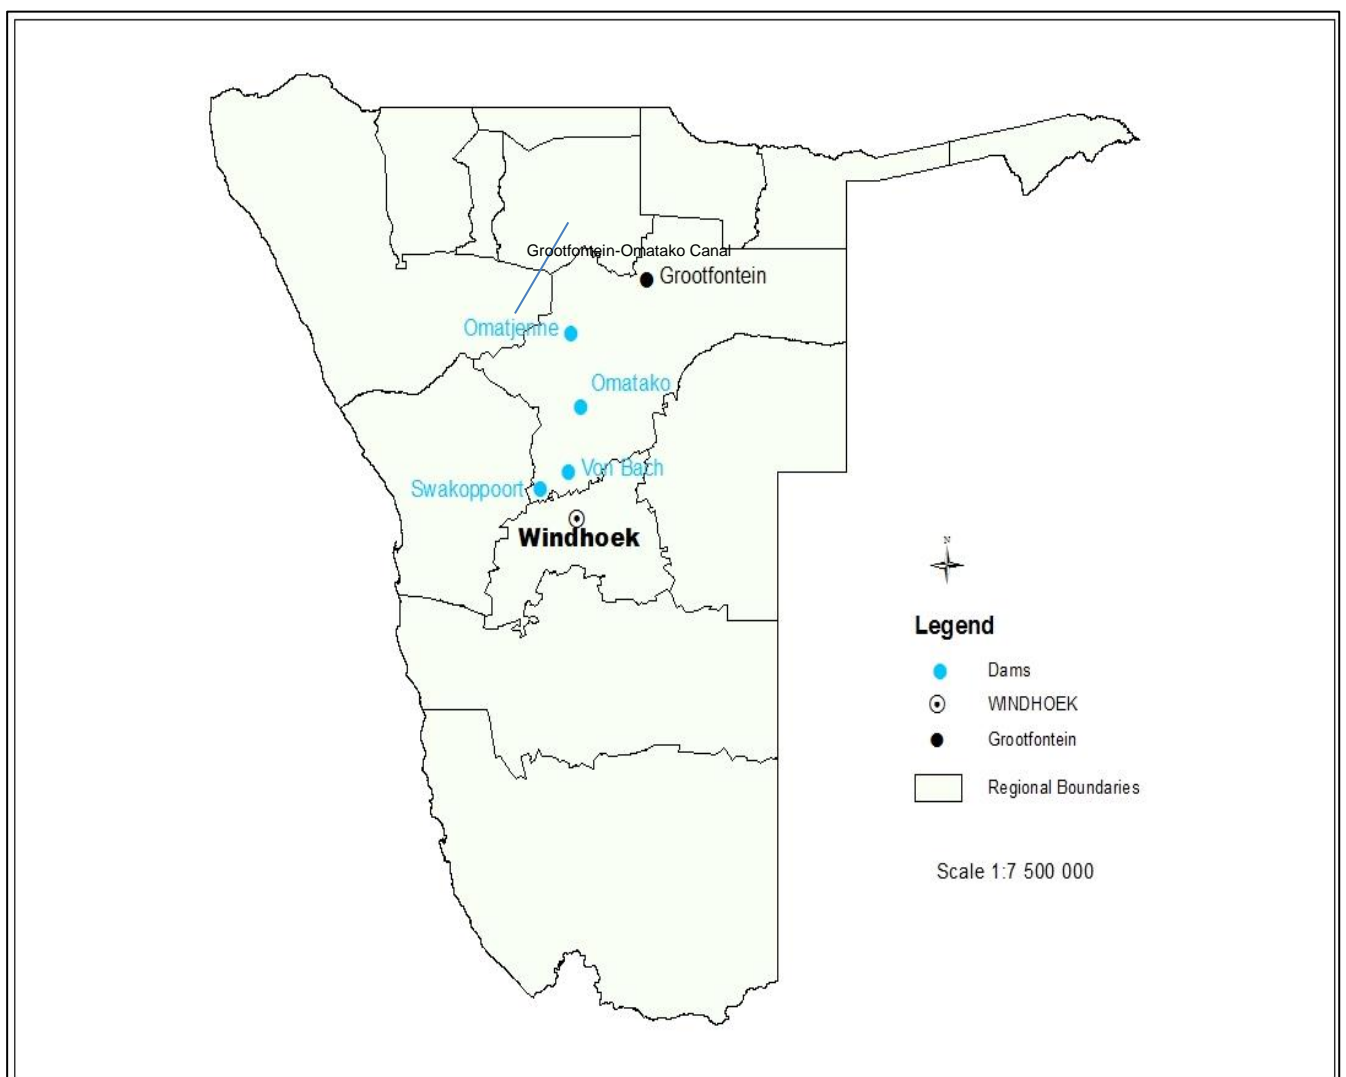 Grootfontein-Omatako Canal
Grootfontein
Omatjenne
Omatako
Von Bach
Swakoppoort
Windhoek
N
Legend
Dams
WINDHOEK
Grootfontein
Regional Boundaries
Scale 1:7 500 000